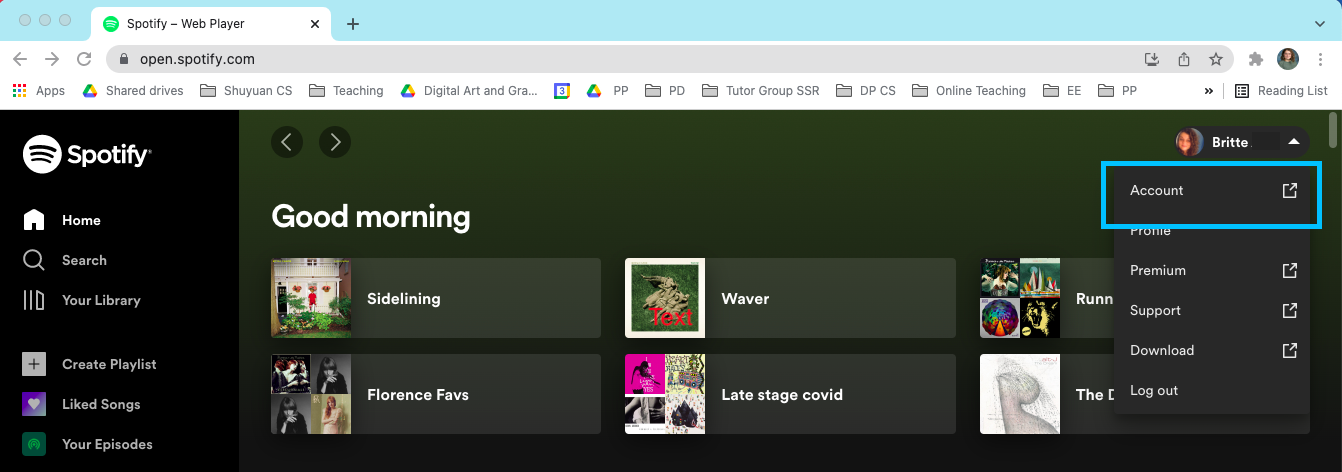 Spotify – Web Player
open.spotify.com
Apps Shared drives Shuyuan CS Teaching Digital Art and Gra... 3 PP PD Tutor Group SSR DP CS Online Teaching EE PP » Reading List
Spotify
Britte
Account
Profile
Premium
Support
Download
Log out
Home
Search
Your Library
Create Playlist
Liked Songs
Your Episodes
Good morning
Sidelining
Text
Waver
Runn
Florence Favs
Late stage covid
The D